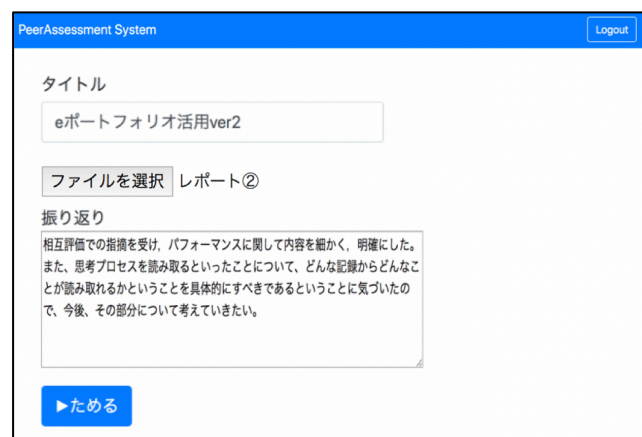 PeerAssessment System
Logout
タイトル
eポートフォリオ活用ver2
ファイルを選択 レポート②
振り返り
相互評価での指摘を受け，パフォーマンスに関して内容を細かく，明確にした。
また、思考プロセスを読み取るといったことについて、どんな記録からどんなこ
とが読み取れるかということを具体的にすべきであるということに気づいたの
で、今後、その部分について考えていきたい。
▶ためる